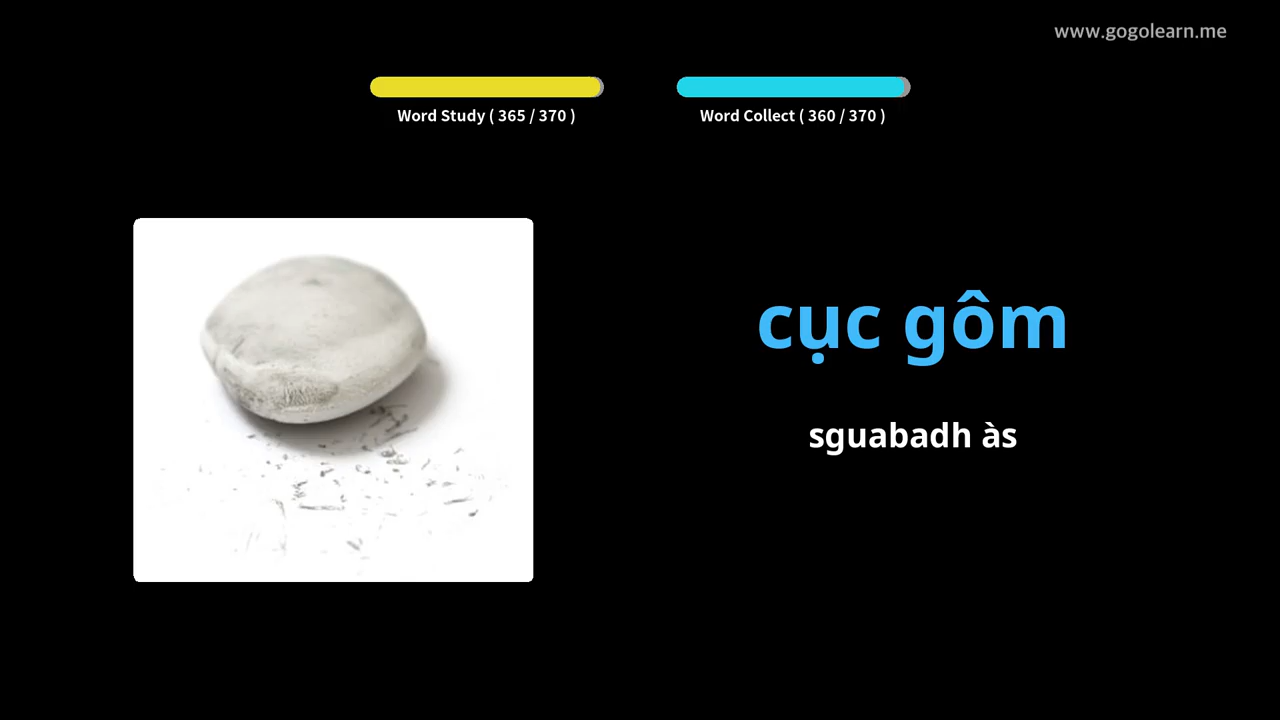 www.gogolearn.me
Word Study ( 365 / 370 )
Word Collect ( 360 / 370 )
cục gôm
sguabadh às